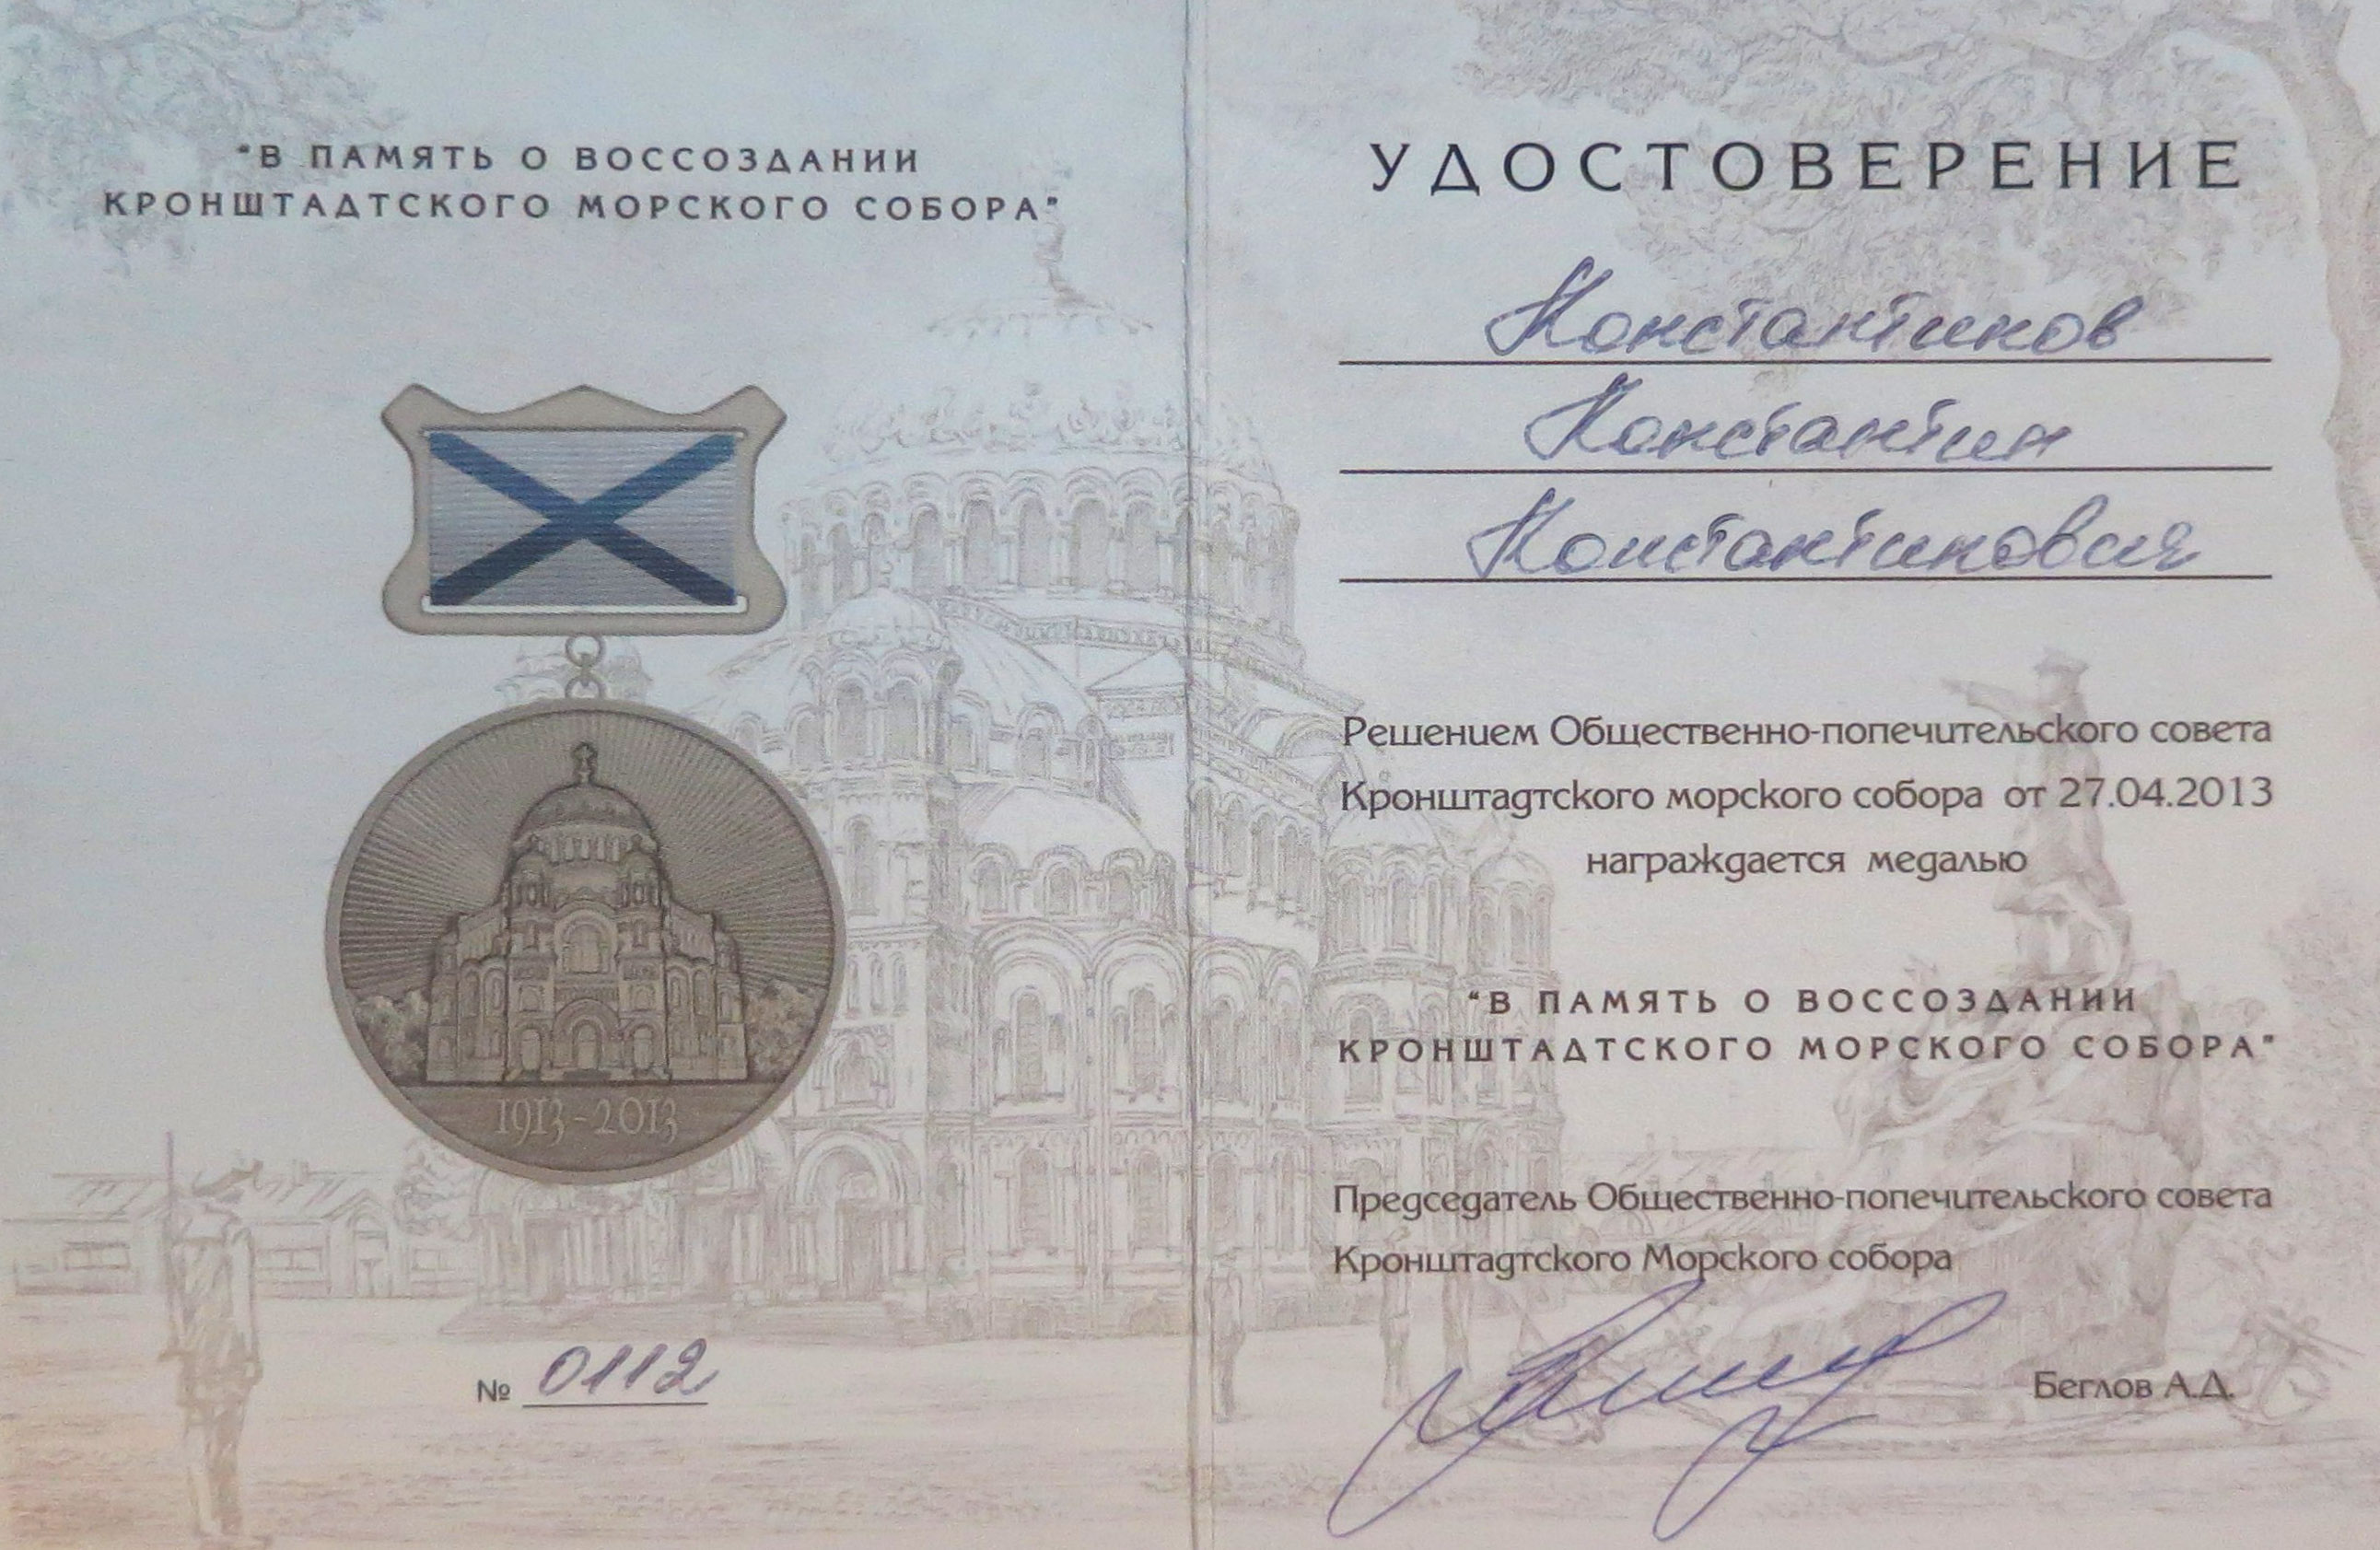 "В ПАМЯТЬ О ВОССОЗДАНИИ
КРОНШТАДТСКОГО МОРСКОГО СОБОРА"
1913-2013
№ 0112
УДОСТОВЕРЕНИЕ
Константинов
Константин
Константинович
Решением Общественно-попечительского совета
Кронштадтского морского собора от 27.04.2013
награждается медалью
"В ПАМЯТЬ О ВОССОЗДАНИИ
КРОНШТАДТСКОГО МОРСКОГО СОБОРА"
Председатель Общественно-попечительского совета
Кронштадтского Морского собора
Беглов А.Д.